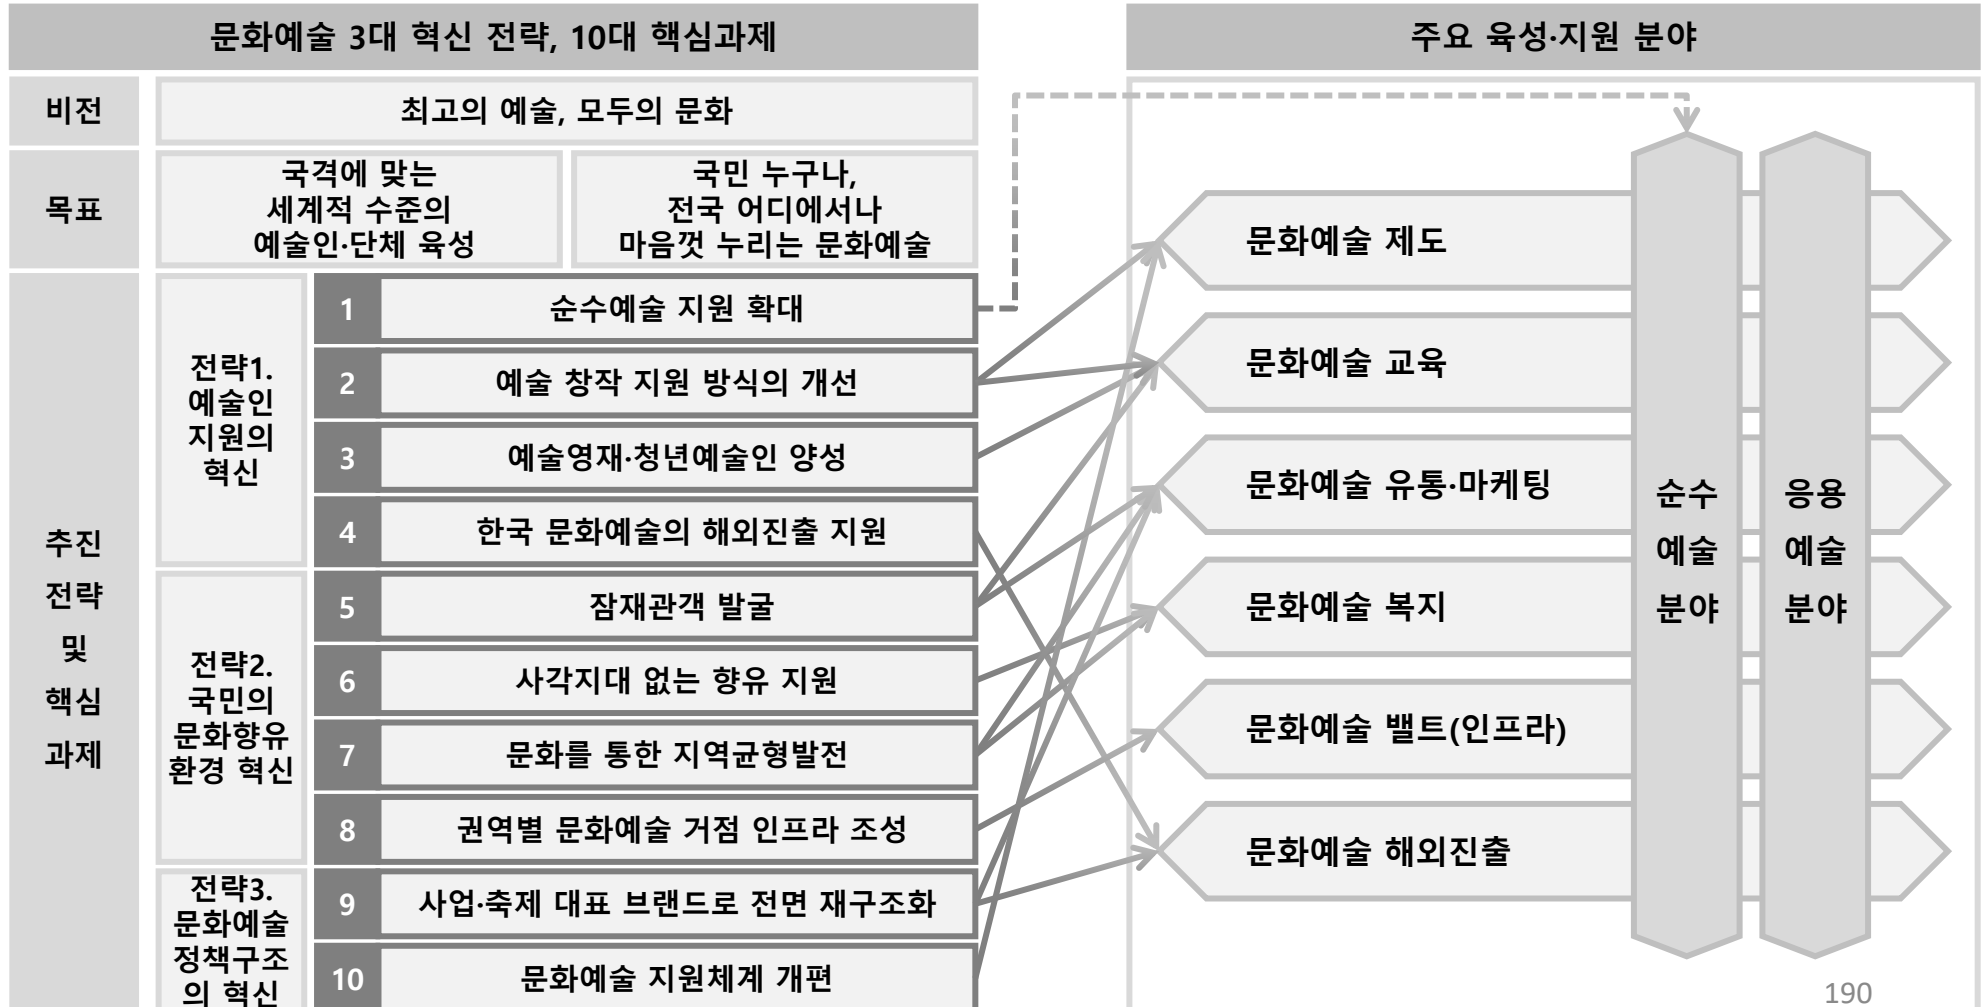 문화예술 3대 혁신 전략, 10대 핵심과제
비전
최고의 예술, 모두의 문화
목표
국격에 맞는
세계적 수준의
예술인·단체 육성
국민 누구나,
전국 어디에서나
마음껏 누리는 문화예술
추진
전략
및
핵심
과제
전략1.
예술인
지원의
혁신
1 순수예술 지원 확대
2 예술 창작 지원 방식의 개선
3 예술영재·청년예술인 양성
4 한국 문화예술의 해외진출 지원
전략2.
국민의
문화향유
환경 혁신
5 잠재관객 발굴
6 사각지대 없는 향유 지원
7 문화를 통한 지역균형발전
8 권역별 문화예술 거점 인프라 조성
전략3.
문화예술
정책구조
의 혁신
9 사업·축제 대표 브랜드로 전면 재구조화
10 문화예술 지원체계 개편
주요 육성·지원 분야
문화예술 제도
문화예술 교육
문화예술 유통·마케팅
문화예술 복지
문화예술 밸트(인프라)
문화예술 해외진출
순수
예술
분야
응용
예술
분야
190